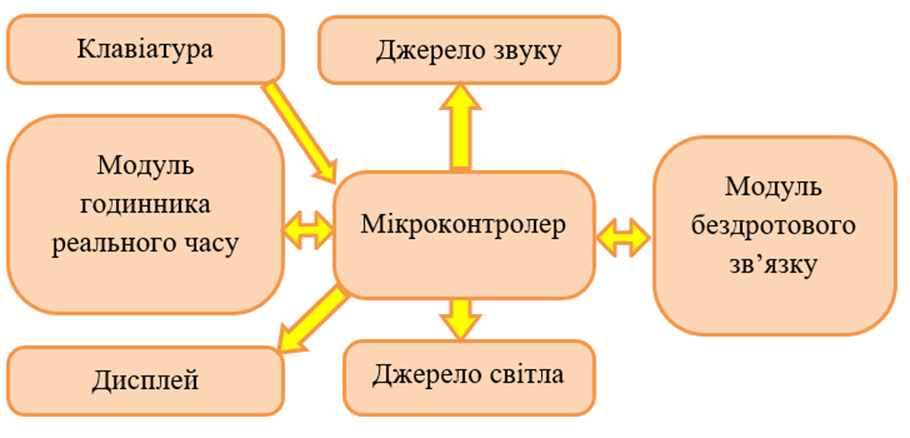 Клавіатура
Джерело звуку
Модуль
годинника
реального часу
Мікроконтролер
Модуль
бездротового
зв’язку
Дисплей
Джерело світла